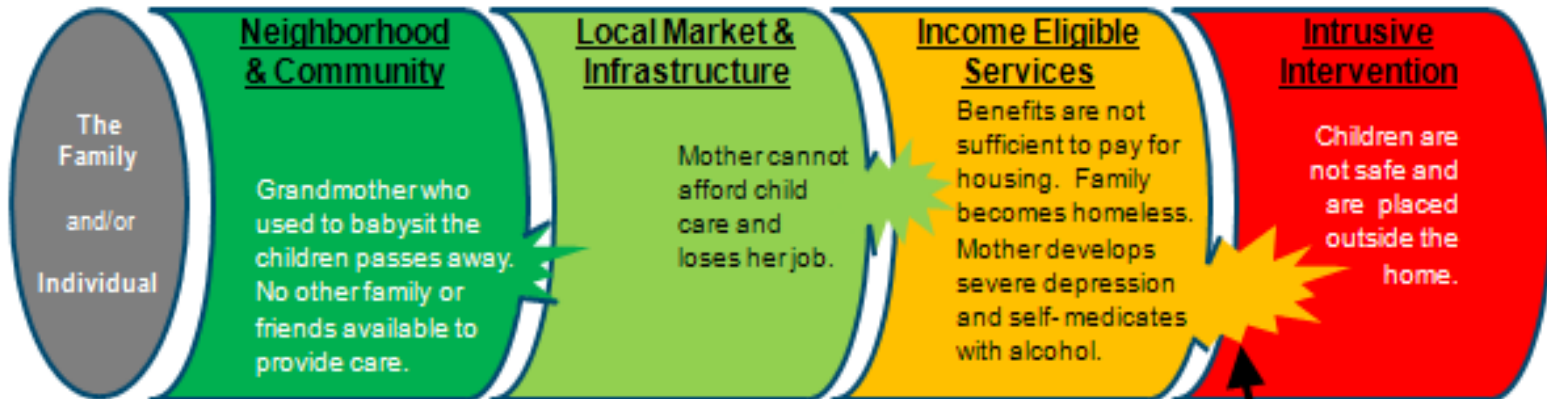 The
Family
and/or
Individual
Neighborhood
& Community
Grandmother who
used to babysit the
children passes away.
No other family or
friends available to
provide care.
Local Market &
Infrastructure
Mother cannot
afford child
care and
loses her job.
Income Eligible
Services
Benefits are not
sufficient to pay for
housing. Family
becomes homeless.
Mother develops
severe depression
and self- medicates
with alcohol.
Intrusive
Intervention
Children are
not safe and
are placed
outside the
home.